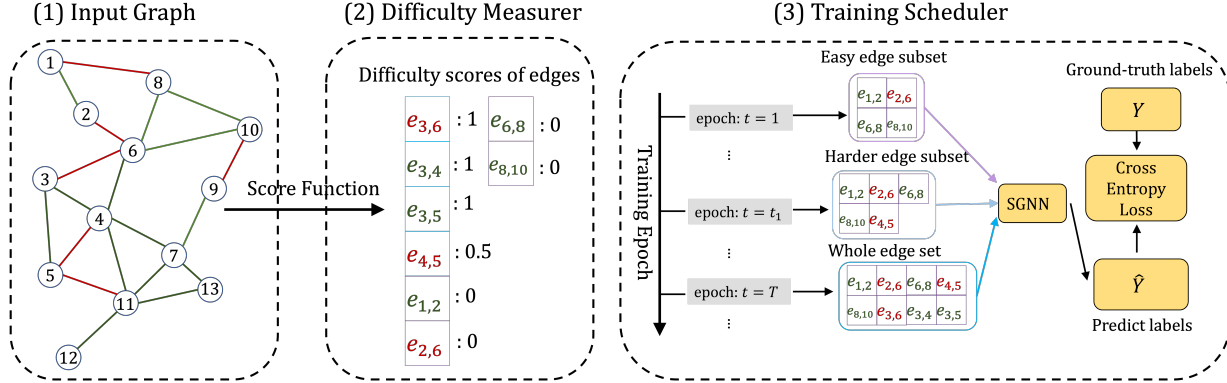 (1) Input Graph
(2) Difficulty Measurer
(3) Training Scheduler
1
8
2
10
6
3
9
4
7
5
13
11
12
Score Function
Difficulty scores of edges
e3,6 : 1 e6,8 : 0
e3,4 : 1 e8,10 : 0
e3,5 : 1
e4,5 : 0.5
e1,2 : 0
e2,6 : 0
Training Epoch
epoch: t = 1
⋮
epoch: t = t1
⋮
epoch: t = T
⋮
Easy edge subset
e1,2 e2,6
e6,8 e8,10
Harder edge subset
e1,2 e2,6 e6,8
e8,10 e4,5
Whole edge set
e1,2 e2,6 e6,8 e4,5
e8,10 e3,6 e3,4 e3,5
SGNN
Ground-truth labels
Y
Cross
Entropy
Loss
Ŷ
Predict labels